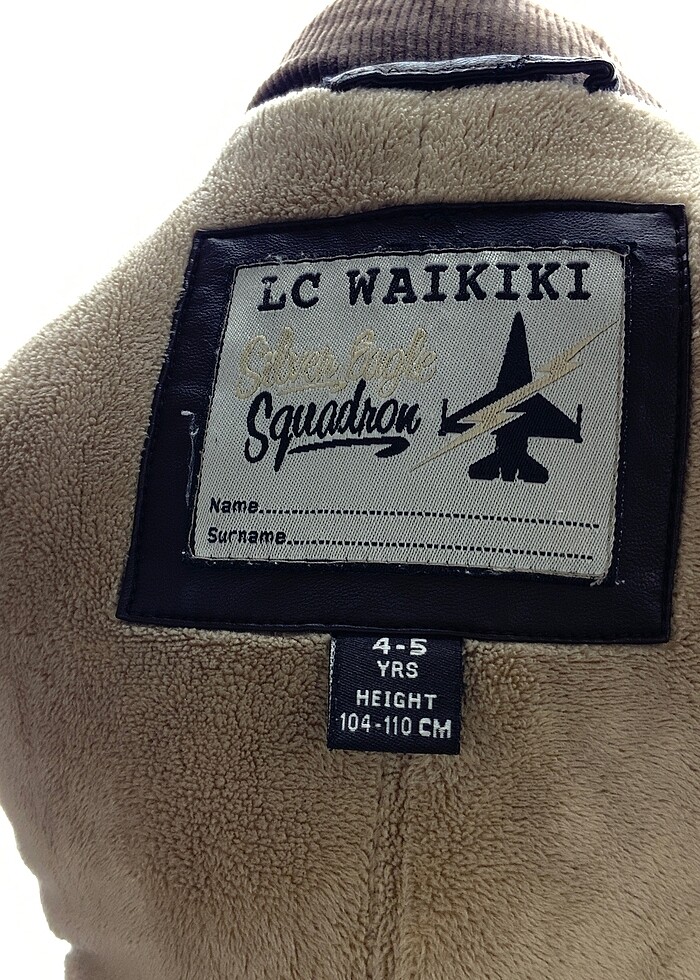 LC WAIKIKI
Silver Eagle
Squadron
Name..............................
Surname..............................
4-5
YRS
HEIGHT
104-110 CM